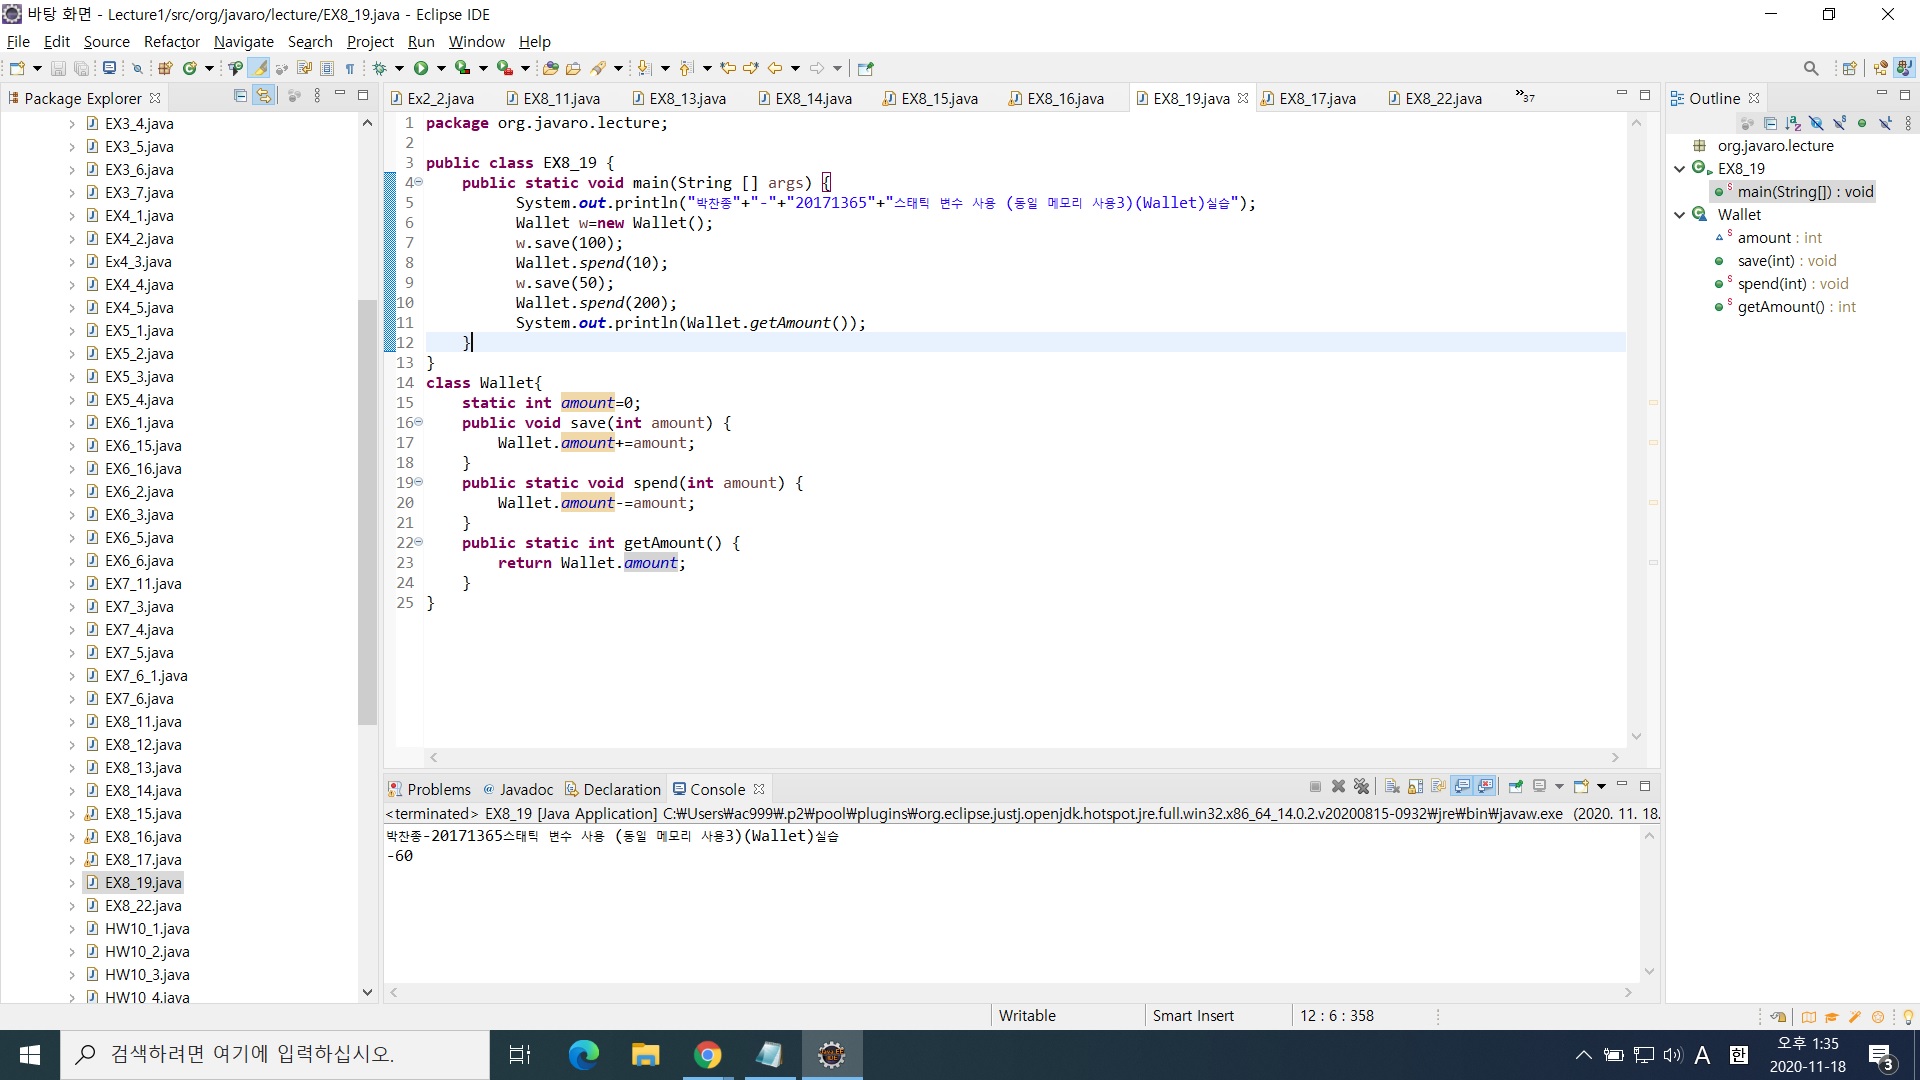 바탕 화면 - Lecture1/src/org/javaro/lecture/EX8_19.java - Eclipse IDE
File Edit Source Refactor Navigate Search Project Run Window Help
Package Explorer
EX3_4.java
EX3_5.java
EX3_6.java
EX3_7.java
EX4_1.java
EX4_2.java
Ex4_3.java
EX4_4.java
EX4_5.java
EX5_1.java
EX5_2.java
EX5_3.java
EX5_4.java
EX6_1.java
EX6_15.java
EX6_16.java
EX6_2.java
EX6_3.java
EX6_5.java
EX6_6.java
EX7_11.java
EX7_3.java
EX7_4.java
EX7_5.java
EX7_6_1.java
EX7_6.java
EX8_11.java
EX8_12.java
EX8_13.java
EX8_14.java
EX8_15.java
EX8_16.java
EX8_17.java
EX8_19.java
EX8_22.java
HW10_1.java
HW10_2.java
HW10_3.java
HW10_4.java
Ex2_2.java EX8_11.java EX8_13.java EX8_14.java EX8_15.java EX8_16.java EX8_19.java EX8_17.java EX8_22.java »37
1 package org.javaro.lecture;
2
3 public class EX8_19 {
4 public static void main(String [] args) {
5 System.out.println("박찬종"+"-"+"20171365"+"스태틱 변수 사용 (동일 메모리 사용3)(Wallet)실습");
6 Wallet w=new Wallet();
7 w.save(100);
8 Wallet.spend(10);
9 w.save(50);
10 Wallet.spend(200);
11 System.out.println(Wallet.getAmount());
12 }
13 }
14 class Wallet{
15 static int amount=0;
16 public void save(int amount) {
17 Wallet.amount+=amount;
18 }
19 public static void spend(int amount) {
20 Wallet.amount-=amount;
21 }
22 public static int getAmount() {
23 return Wallet.amount;
24 }
25 }
Outline
org.javaro.lecture
EX8_19
main(String[]) : void
Wallet
amount : int
save(int) : void
spend(int) : void
getAmount() : int
Problems @ Javadoc Declaration Console
<terminated> EX8_19 [Java Application] C:₩Users₩ac999₩.p2₩pool₩plugins₩org.eclipse.justj.openjdk.hotspot.jre.full.win32.x86_64_14.0.2.v20200815-0932₩jre₩bin₩javaw.exe (2020. 11. 18.
박찬종-20171365스태틱 변수 사용 (동일 메모리 사용3)(Wallet)실습
-60
Writable Smart Insert 12 : 6 : 358
검색하려면 여기에 입력하십시오.
A 한 오후 1:35
2020-11-18 3